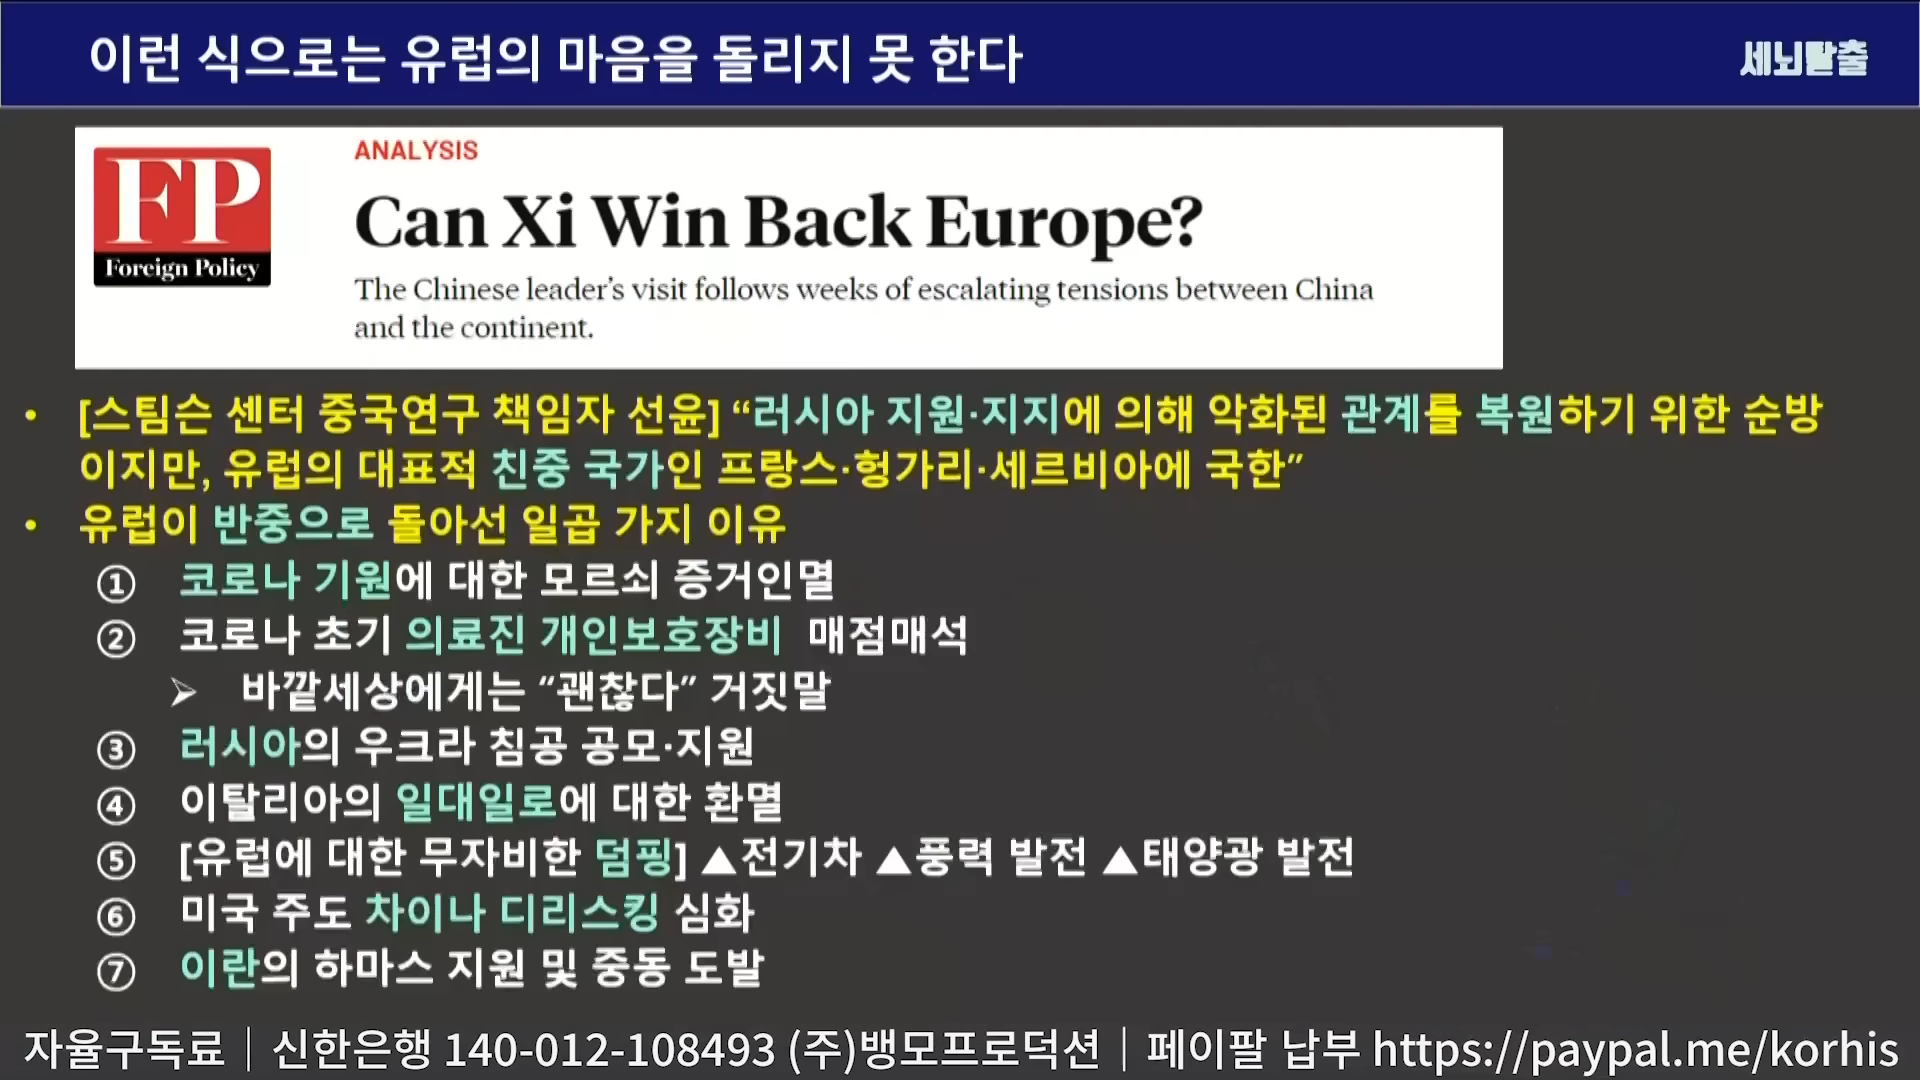 이런 식으로는 유럽의 마음을 돌리지 못 한다
세뇌탈출
FP
Foreign Policy
ANALYSIS
Can Xi Win Back Europe?
The Chinese leader’s visit follows weeks of escalating tensions between China
and the continent.
• [스팀슨 센터 중국연구 책임자 선윤] “러시아 지원·지지에 의해 악화된 관계를 복원하기 위한 순방
이지만, 유럽의 대표적 친중 국가인 프랑스·헝가리·세르비아에 국한”
• 유럽이 반중으로 돌아선 일곱 가지 이유
① 코로나 기원에 대한 모르쇠 증거인멸
② 코로나 초기 의료진 개인보호장비 매점매석
➢ 바깥세상에게는 “괜찮다” 거짓말
③ 러시아의 우크라 침공 공모·지원
④ 이탈리아의 일대일로에 대한 환멸
⑤ [유럽에 대한 무자비한 덤핑] ▲전기차 ▲풍력 발전 ▲태양광 발전
⑥ 미국 주도 차이나 디리스킹 심화
⑦ 이란의 하마스 지원 및 중동 도발
자율구독료│신한은행 140-012-108493 (주)뱅모프로덕션│페이팔 납부 https://paypal.me/korhis